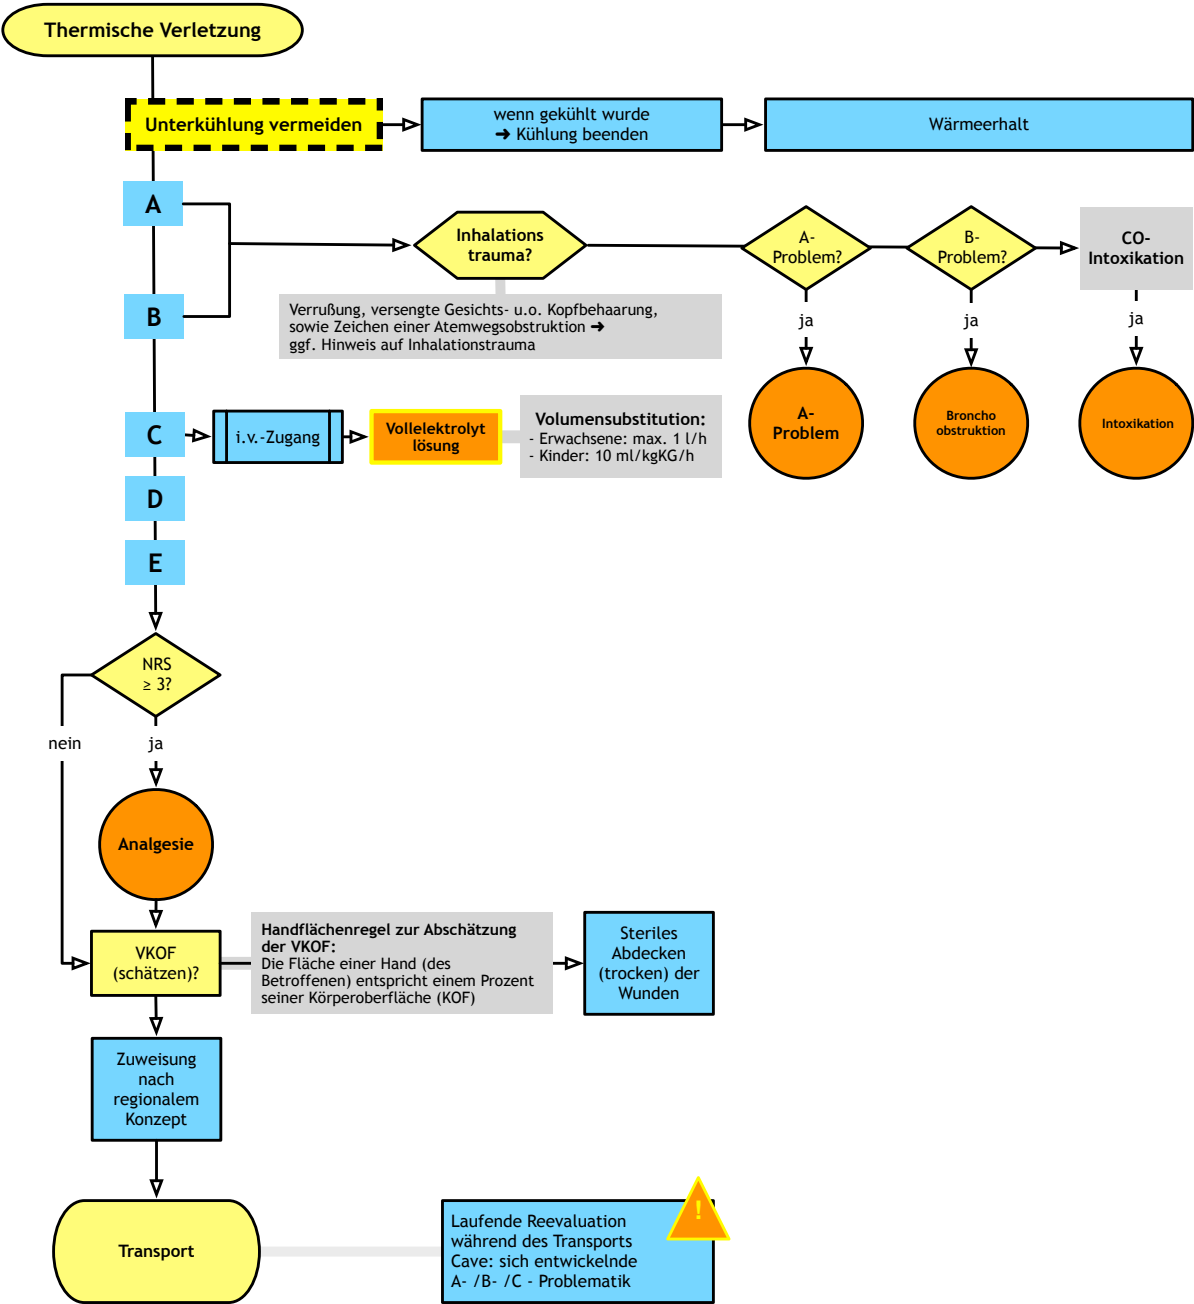 Thermische Verletzung
Unterkühlung vermeiden
wenn gekühlt wurde
➜ Kühlung beenden
Wärmeerhalt
A
B
Inhalations
trauma?
A-
Problem?
B-
Problem?
CO-
Intoxikation
Verrußung, versengte Gesichts- u.o. Kopfbehaarung,
sowie Zeichen einer Atemwegsobstruktion ➜
ggf. Hinweis auf Inhalationstrauma
ja
ja
ja
A-
Problem
Broncho
obstruktion
Intoxikation
C
i.v.-Zugang
Vollelektrolyt
lösung
Volumensubstitution:
- Erwachsene: max. 1 l/h
- Kinder: 10 ml/kgKG/h
D
E
NRS
≥ 3?
nein
ja
Analgesie
VKOF
(schätzen)?
Handflächenregel zur Abschätzung
der VKOF:
Die Fläche einer Hand (des
Betroffenen) entspricht einem Prozent
seiner Körperoberfläche (KOF)
Steriles
Abdecken
(trocken) der
Wunden
Zuweisung
nach
regionalem
Konzept
Transport
!
Laufende Reevaluation
während des Transports
Cave: sich entwickelnde
A- /B- /C - Problematik